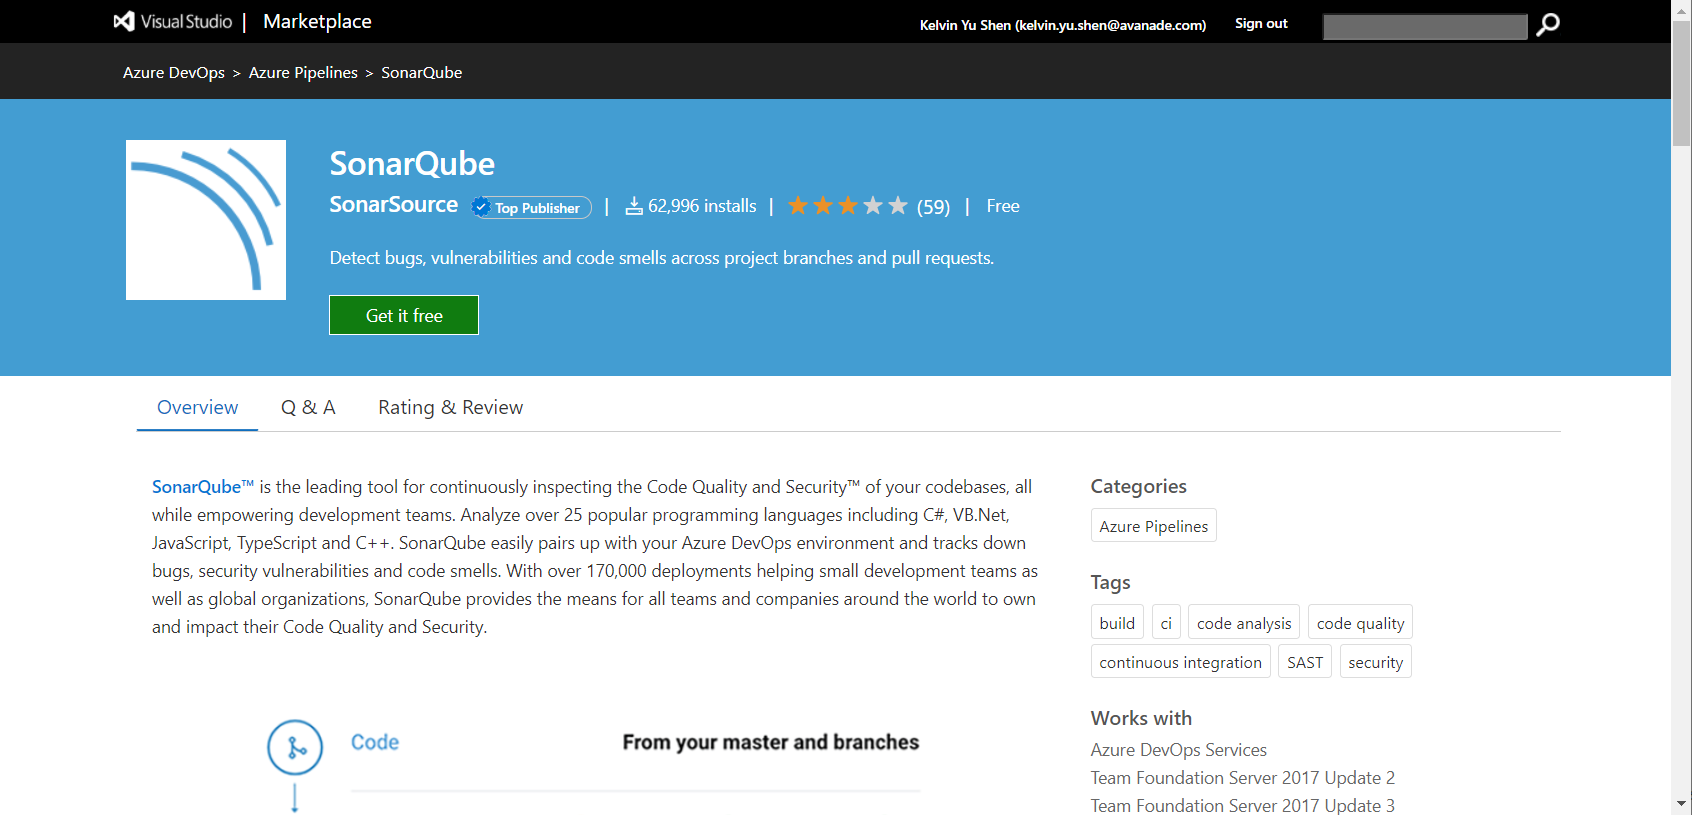 Visual Studio | Marketplace
Kelvin Yu Shen (kelvin.yu.shen@avanade.com) Sign out
Azure DevOps > Azure Pipelines > SonarQube
SonarQube
SonarSource Top Publisher | 62,996 installs | (59) | Free
Detect bugs, vulnerabilities and code smells across project branches and pull requests.
Get it free
Overview Q & A Rating & Review
SonarQube™ is the leading tool for continuously inspecting the Code Quality and Security™ of your codebases, all
while empowering development teams. Analyze over 25 popular programming languages including C#, VB.Net,
JavaScript, TypeScript and C++. SonarQube easily pairs up with your Azure DevOps environment and tracks down
bugs, security vulnerabilities and code smells. With over 170,000 deployments helping small development teams as
well as global organizations, SonarQube provides the means for all teams and companies around the world to own
and impact their Code Quality and Security.
Code From your master and branches
Categories
Azure Pipelines
Tags
build ci code analysis code quality
continuous integration SAST security
Works with
Azure DevOps Services
Team Foundation Server 2017 Update 2
Team Foundation Server 2017 Update 3